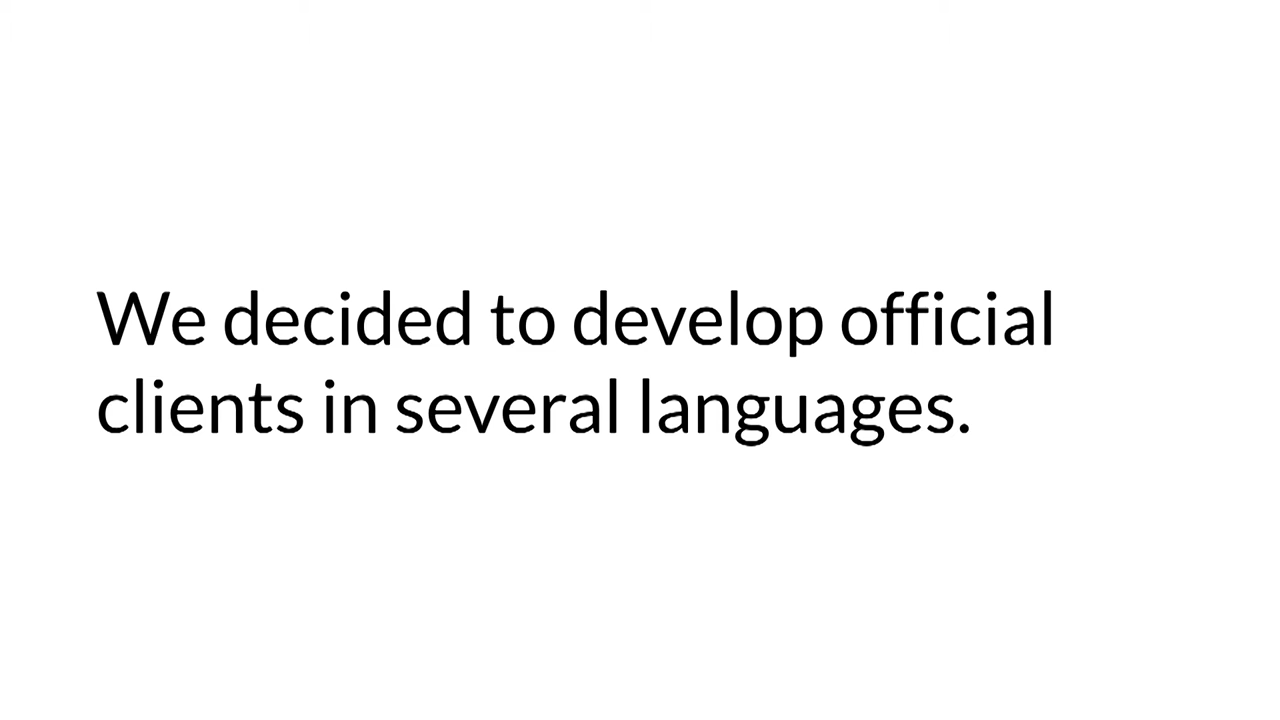 We decided to develop official
clients in several languages.